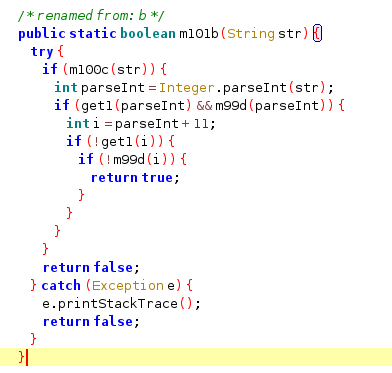 /* renamed from: b */
public static boolean m101b(String str) {
try {
if (m100c(str)) {
int parseInt = Integer.parseInt(str);
if (get1(parseInt) && m99d(parseInt)) {
int i = parseInt + 11;
if (!get1(i)) {
if (!m99d(i)) {
return true;
}
}
}
}
return false;
} catch (Exception e) {
e.printStackTrace();
return false;
}
}